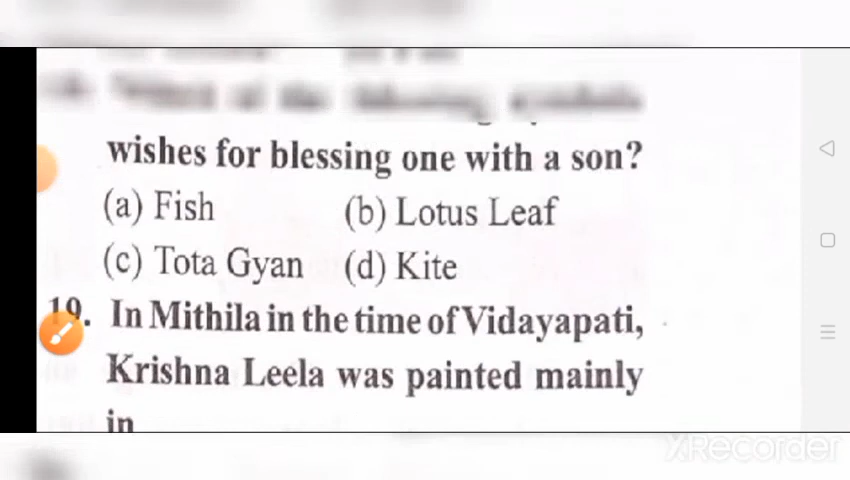 wishes for blessing one with a son?
(a) Fish (b) Lotus Leaf
(c) Tota Gyan (d) Kite
19. In Mithila in the time of Vidayapati,
Krishna Leela was painted mainly
in
XRecorder